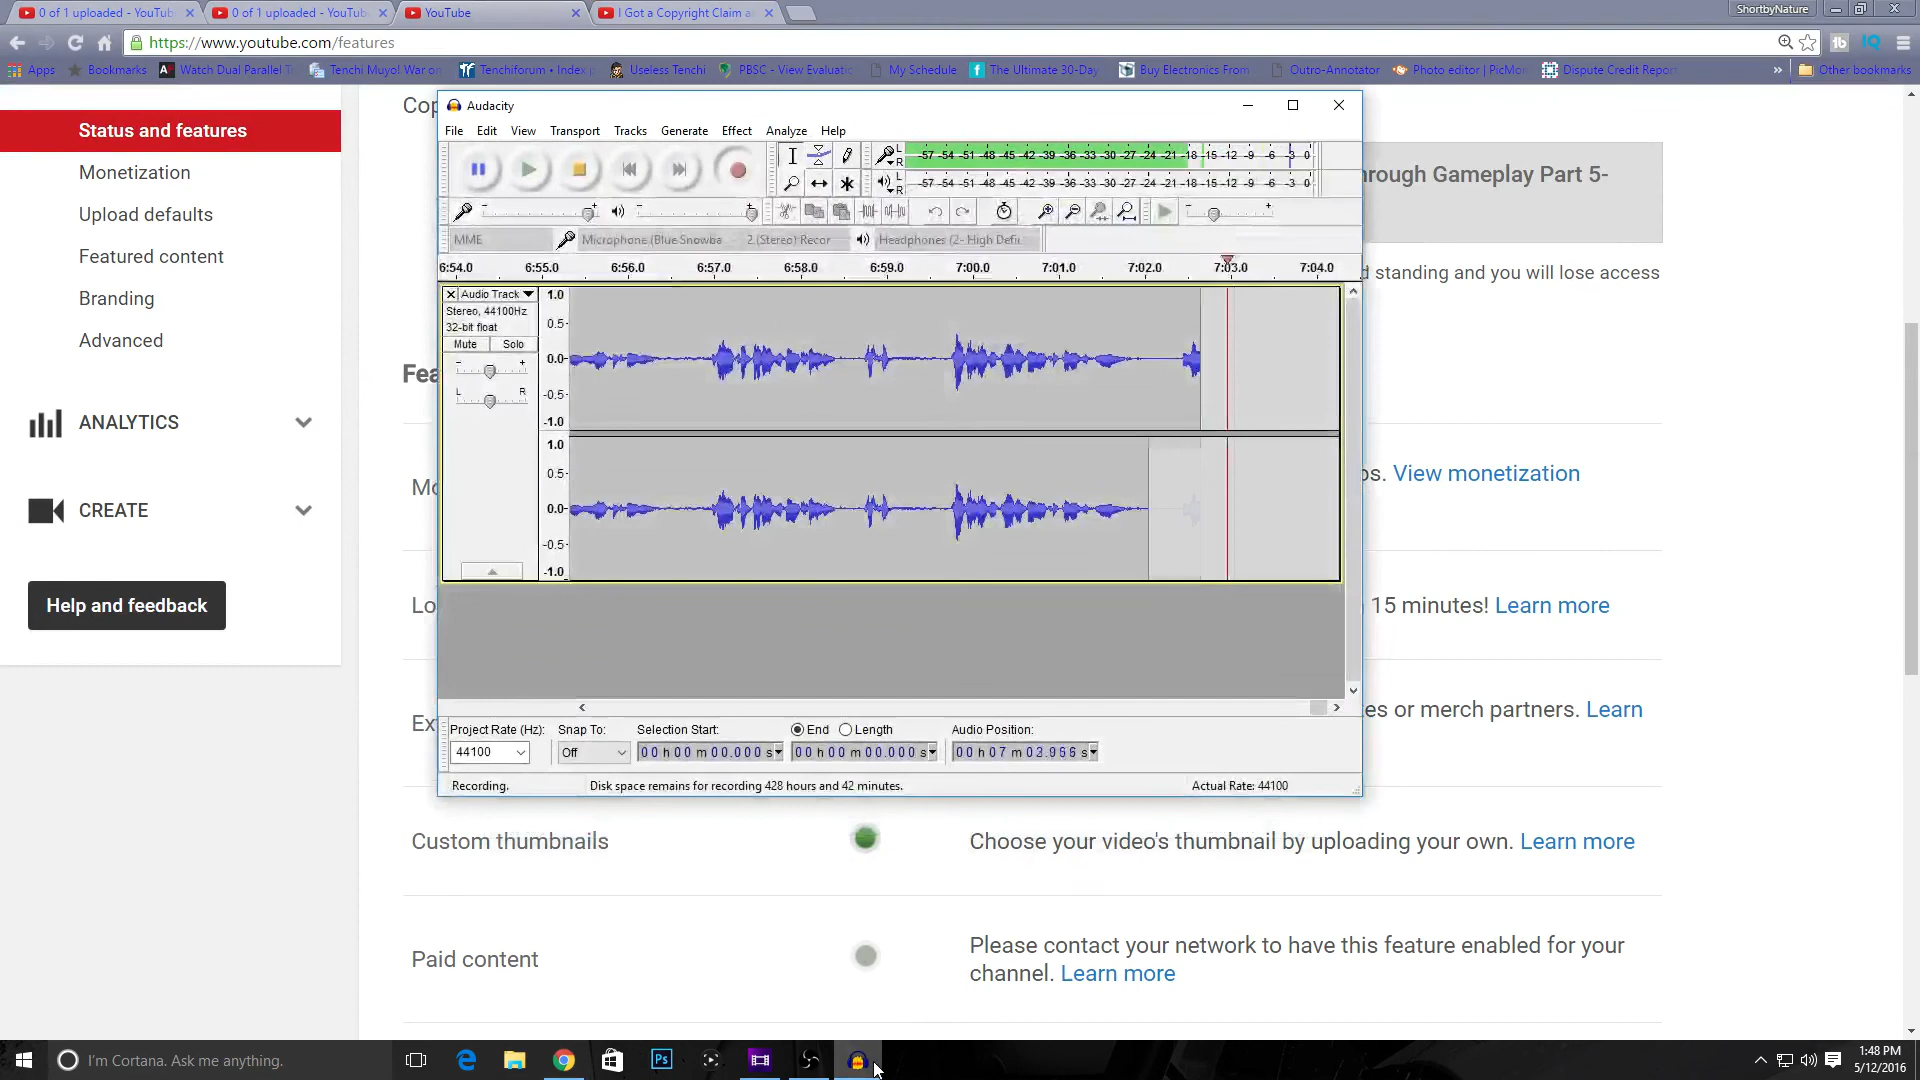 0 of 1 uploaded - YouTub
0 of 1 uploaded - YouTub
YouTube
I Got a Copyright Claim a
ShortbyNature
https://www.youtube.com/features
Apps
Bookmarks
Watch Dual Parallel T
Tenchi Muyo! War on
Tenchiforum • Index p
Useless Tenchi
PBSC - View Evaluatio
My Schedule
The Ultimate 30-Day
Buy Electronics From
Outro-Annotator
Photo editor | PicMon
Dispute Credit Report
»
Other bookmarks
Status and features
Monetization
Upload defaults
Featured content
Branding
Advanced
ANALYTICS
CREATE
Help and feedback
Cop
hrough Gameplay Part 5-
d standing and you will lose access
Fea
Mo
os. View monetization
Lo
15 minutes! Learn more
Ex
tes or merch partners. Learn
Custom thumbnails
Choose your video's thumbnail by uploading your own. Learn more
Paid content
Please contact your network to have this feature enabled for your
channel. Learn more
Audacity
File Edit View Transport Tracks Generate Effect Analyze Help
L
R
-57 -54 -51 -48 -45 -42 -39 -36 -33 -30 -27 -24 -21 -18 -15 -12 -9 -6 -3 0
L
R
-57 -54 -51 -48 -45 -42 -39 -36 -33 -30 -27 -24 -21 -18 -15 -12 -9 -6 -3 0
MME
Microphone (Blue Snowba
2 (Stereo) Recor
Headphones (2- High Defi
6:54.0 6:55.0 6:56.0 6:57.0 6:58.0 6:59.0 7:00.0 7:01.0 7:02.0 7:03.0 7:04.0
Audio Track
Stereo, 44100Hz
32-bit float
Mute Solo
- +
L R
1.0
0.5-
0.0-
-0.5-
-1.0
1.0
0.5-
0.0-
-0.5-
-1.0
Project Rate (Hz):
44100
Snap To:
Off
Selection Start:
00 h 00 m 00.000 s
End
Length
00 h 00 m 00.000 s
Audio Position:
Recording.
Disk space remains for recording 428 hours and 42 minutes.
Actual Rate: 44100
I'm Cortana. Ask me anything.
Ps
1:48 PM
5/12/2016